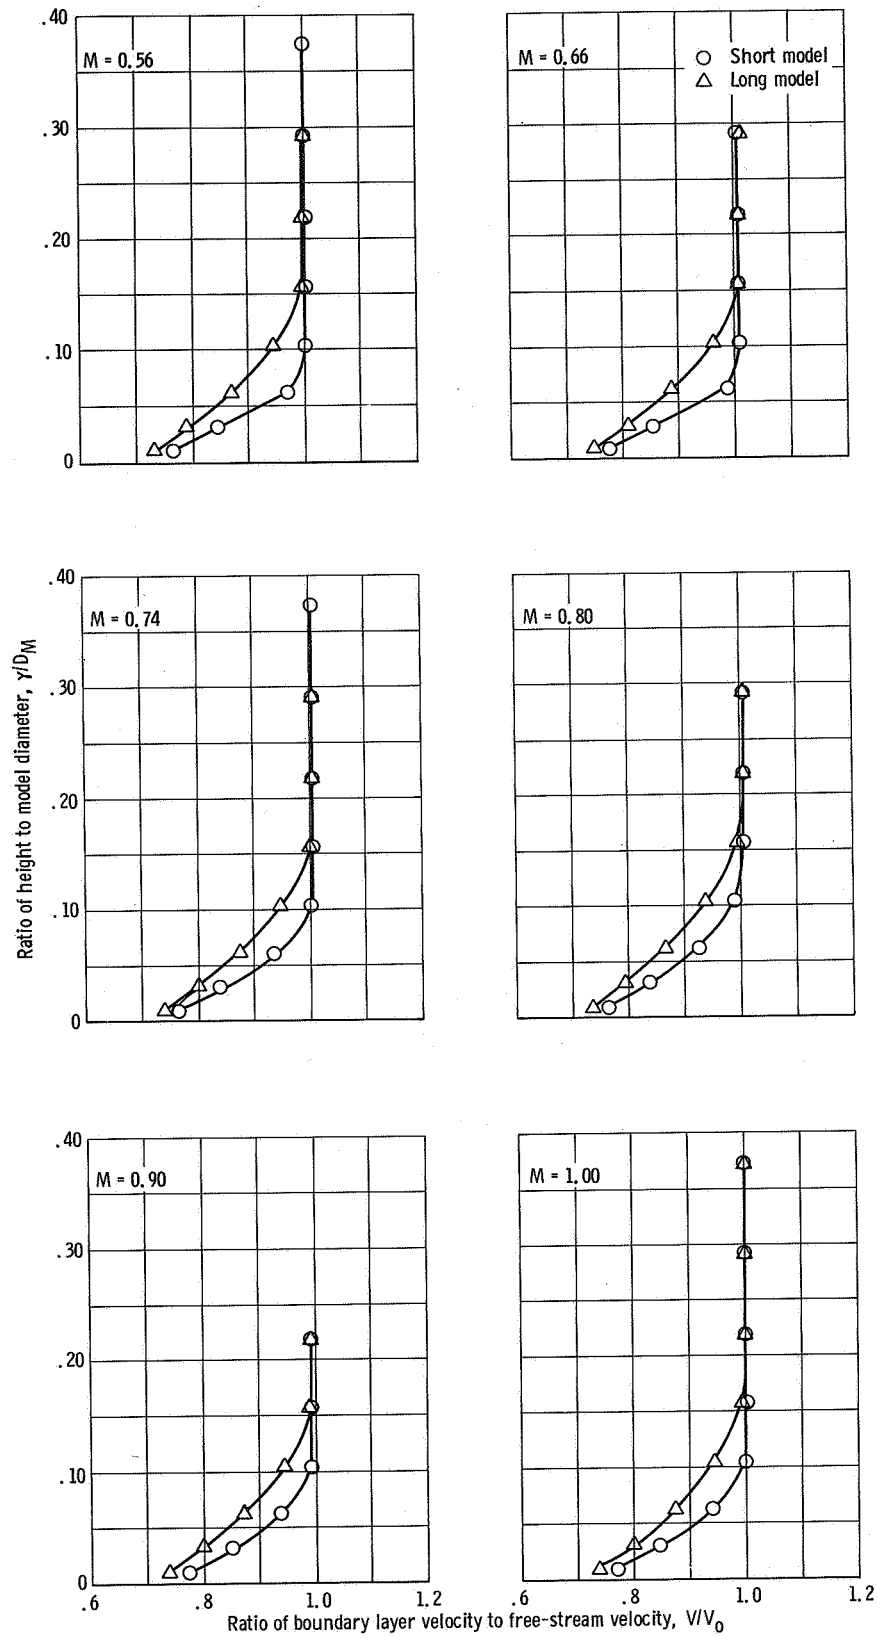 .40
M = 0.56
.30
.20
.10
0
M = 0.66
Short model
Long model
.40
M = 0.74
.30
.20
.10
0
M = 0.80
Ratio of height to model diameter, γ/DM
.40
M = 0.90
.30
.20
.10
0
M = 1.00
.6 .8 1.0 1.2 .6 .8 1.0 1.2
Ratio of boundary layer velocity to free-stream velocity, V/V0